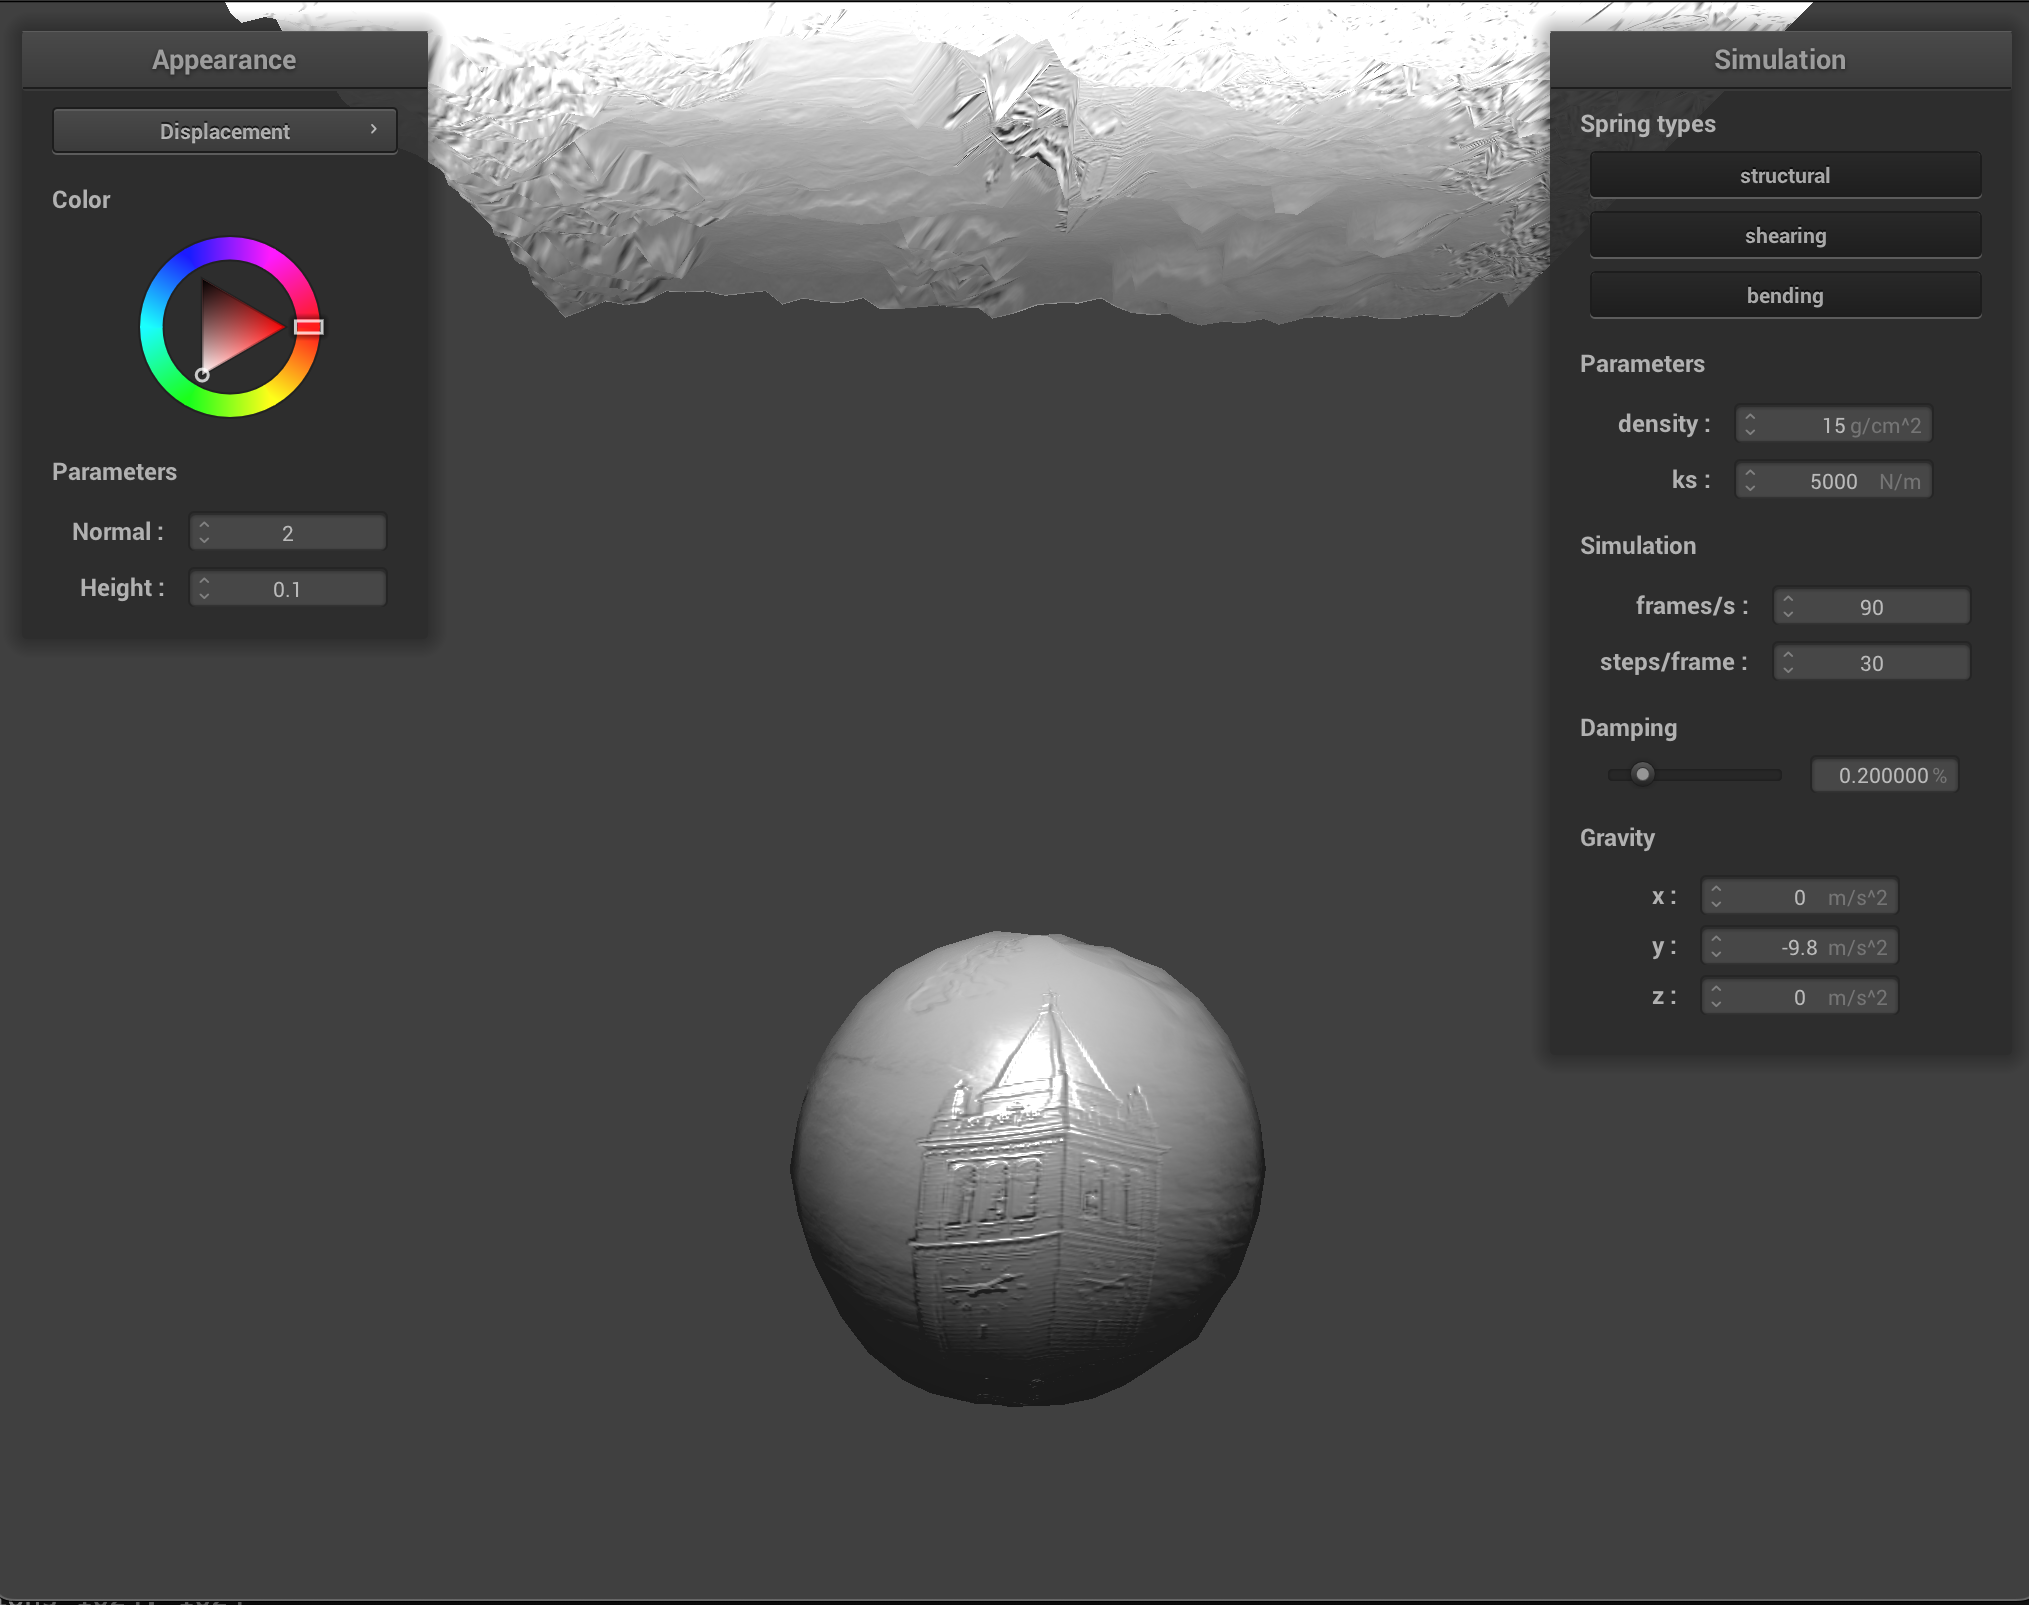 Appearance
Displacement
Color
Parameters
Normal : 2
Height : 0.1
Simulation
Spring types
structural
shearing
bending
Parameters
density : 15 g/cm^2
ks : 5000 N/m
Simulation
frames/s : 90
steps/frame : 30
Damping
0.200000 %
Gravity
x : 0 m/s^2
y : -9.8 m/s^2
z : 0 m/s^2